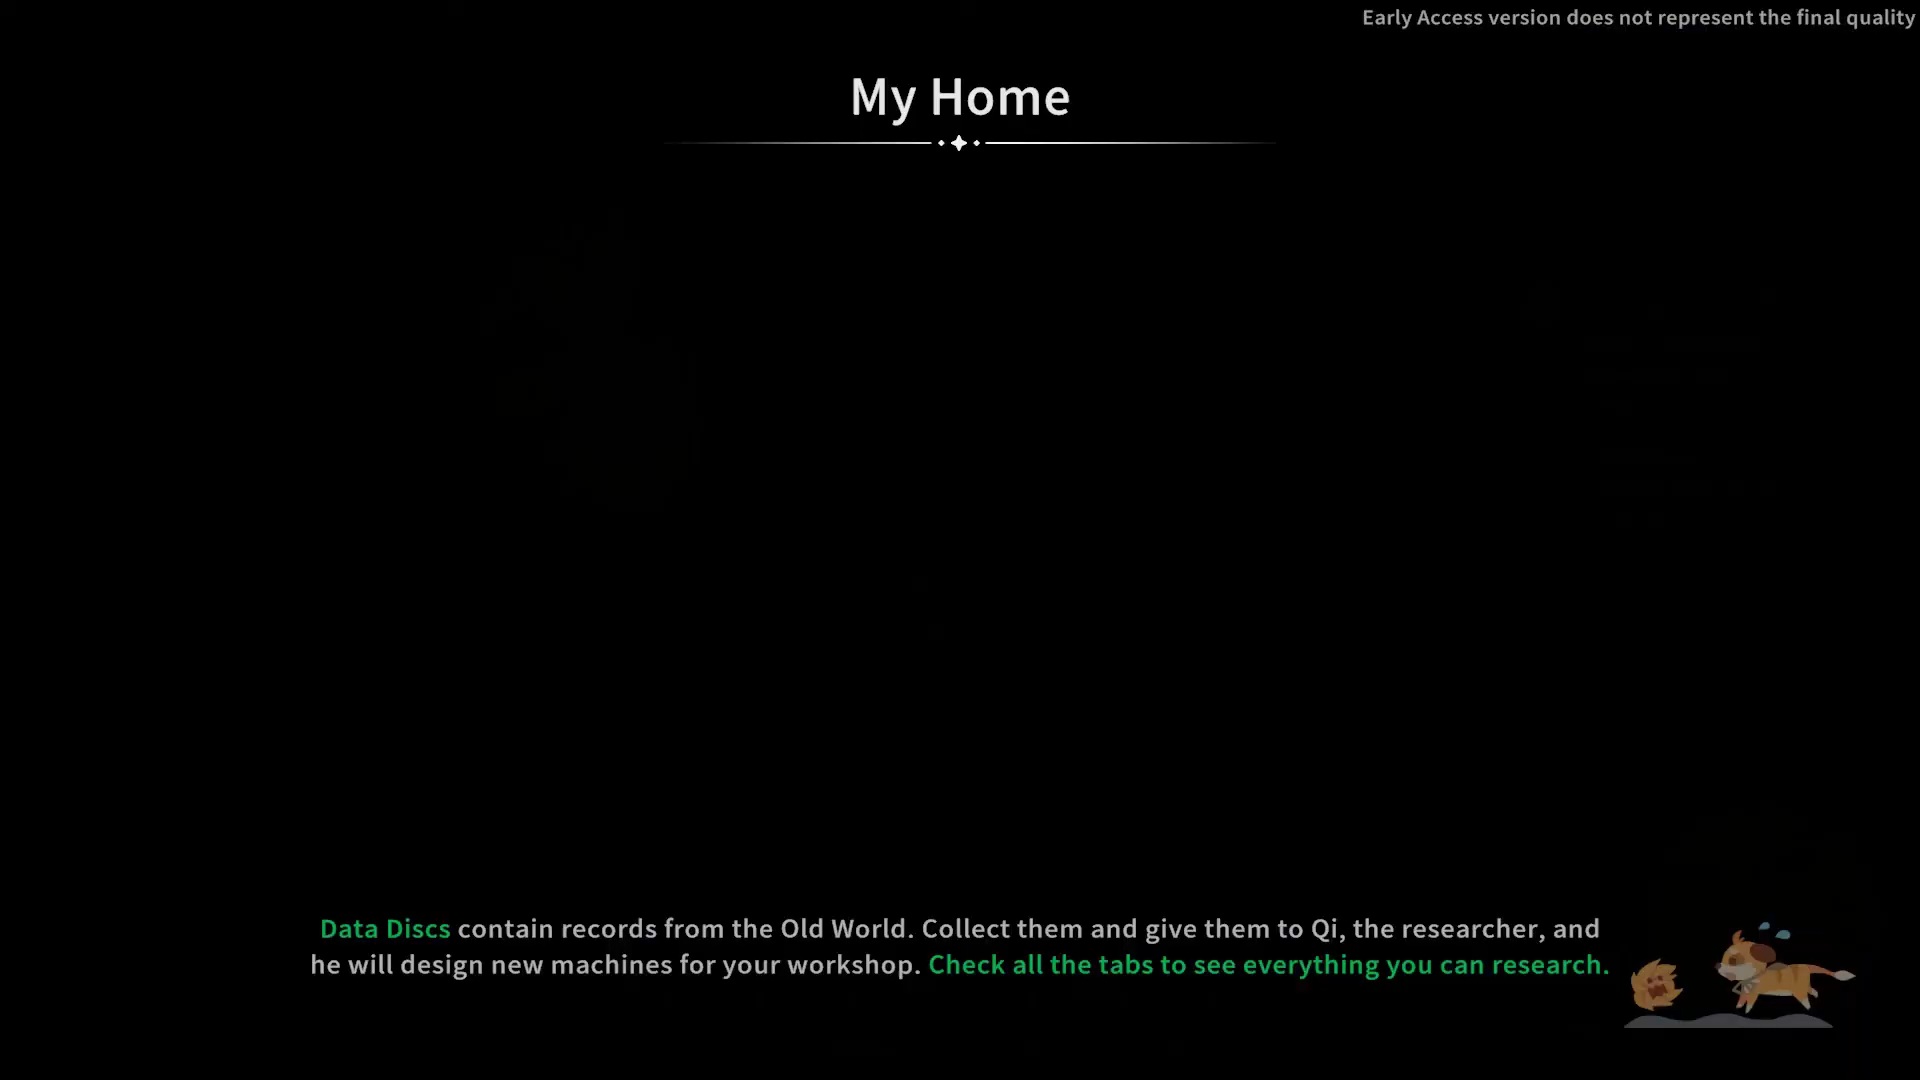 Early Access version does not represent the final quality
My Home
Data Discs contain records from the Old World. Collect them and give them to Qi, the researcher, and
he will design new machines for your workshop. Check all the tabs to see everything you can research.